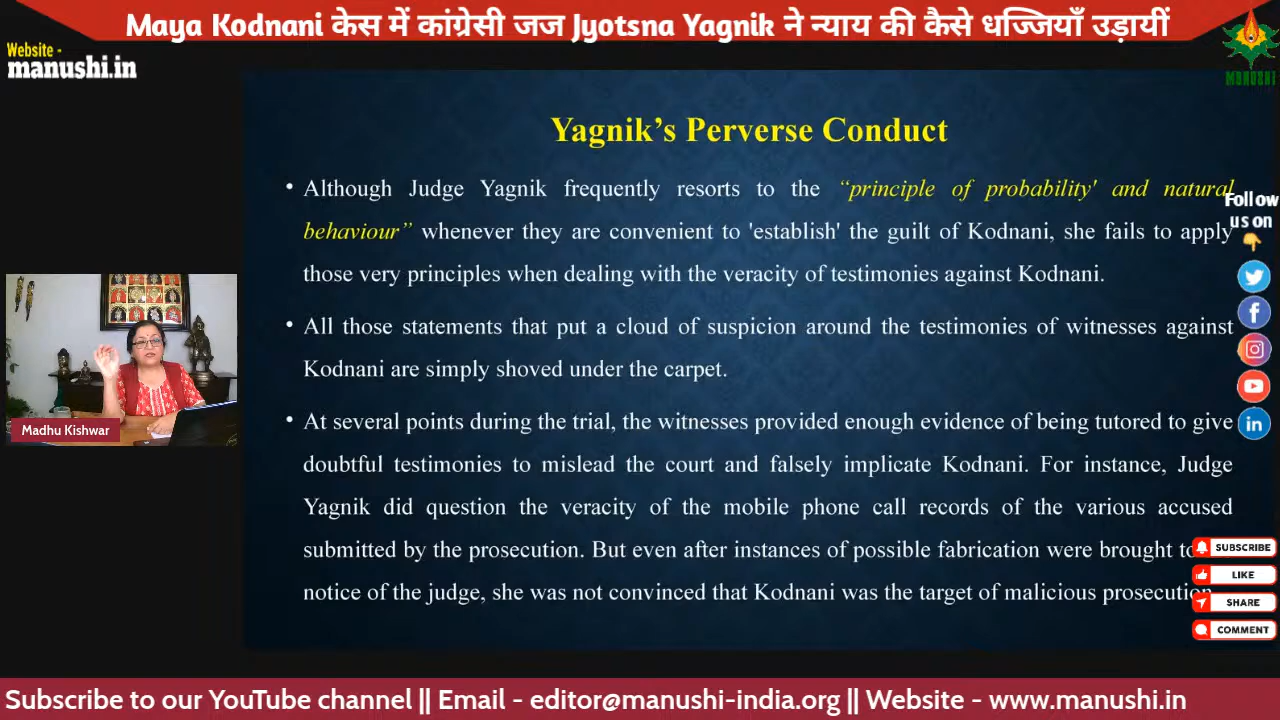 Maya Kodnani केस में कांग्रेसी जज Jyotsna Yagnik ने न्याय की कैसे धज्जियाँ उड़ायीं
Website -
manushi.in
MANUSHI
Yagnik’s Perverse Conduct
• Although Judge Yagnik frequently resorts to the “principle of probability' and natural
behaviour” whenever they are convenient to 'establish' the guilt of Kodnani, she fails to apply
those very principles when dealing with the veracity of testimonies against Kodnani.
• All those statements that put a cloud of suspicion around the testimonies of witnesses against
Kodnani are simply shoved under the carpet.
• At several points during the trial, the witnesses provided enough evidence of being tutored to give
doubtful testimonies to mislead the court and falsely implicate Kodnani. For instance, Judge
Yagnik did question the veracity of the mobile phone call records of the various accused
submitted by the prosecution. But even after instances of possible fabrication were brought to
notice of the judge, she was not convinced that Kodnani was the target of malicious prosecution
Madhu Kishwar
Follow
us on
SUBSCRIBE
LIKE
SHARE
COMMENT
Subscribe to our YouTube channel || Email - editor@manushi-india.org || Website - www.manushi.in